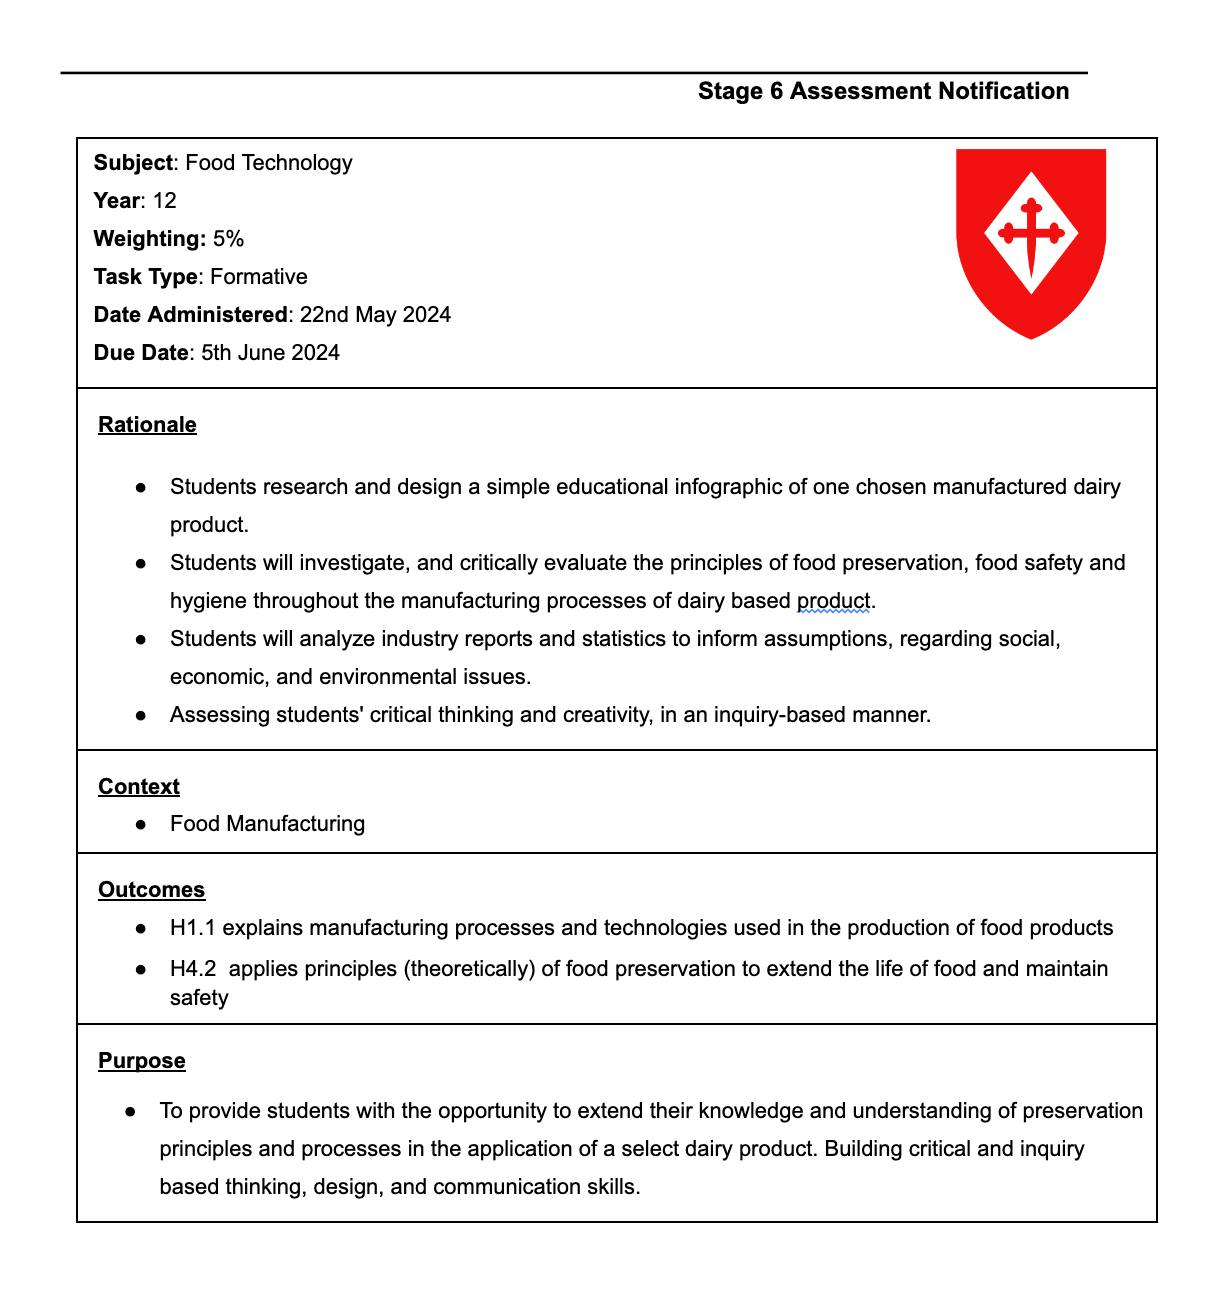 Stage 6 Assessment Notification
Subject: Food Technology
Year: 12
Weighting: 5%
Task Type: Formative
Date Administered: 22nd May 2024
Due Date: 5th June 2024
Rationale
● Students research and design a simple educational infographic of one chosen manufactured dairy
product.
● Students will investigate, and critically evaluate the principles of food preservation, food safety and
hygiene throughout the manufacturing processes of dairy based product.
● Students will analyze industry reports and statistics to inform assumptions, regarding social,
economic, and environmental issues.
● Assessing students' critical thinking and creativity, in an inquiry-based manner.
Context
● Food Manufacturing
Outcomes
● H1.1 explains manufacturing processes and technologies used in the production of food products
● H4.2  applies principles (theoretically) of food preservation to extend the life of food and maintain
safety
Purpose
● To provide students with the opportunity to extend their knowledge and understanding of preservation
principles and processes in the application of a select dairy product. Building critical and inquiry
based thinking, design, and communication skills.